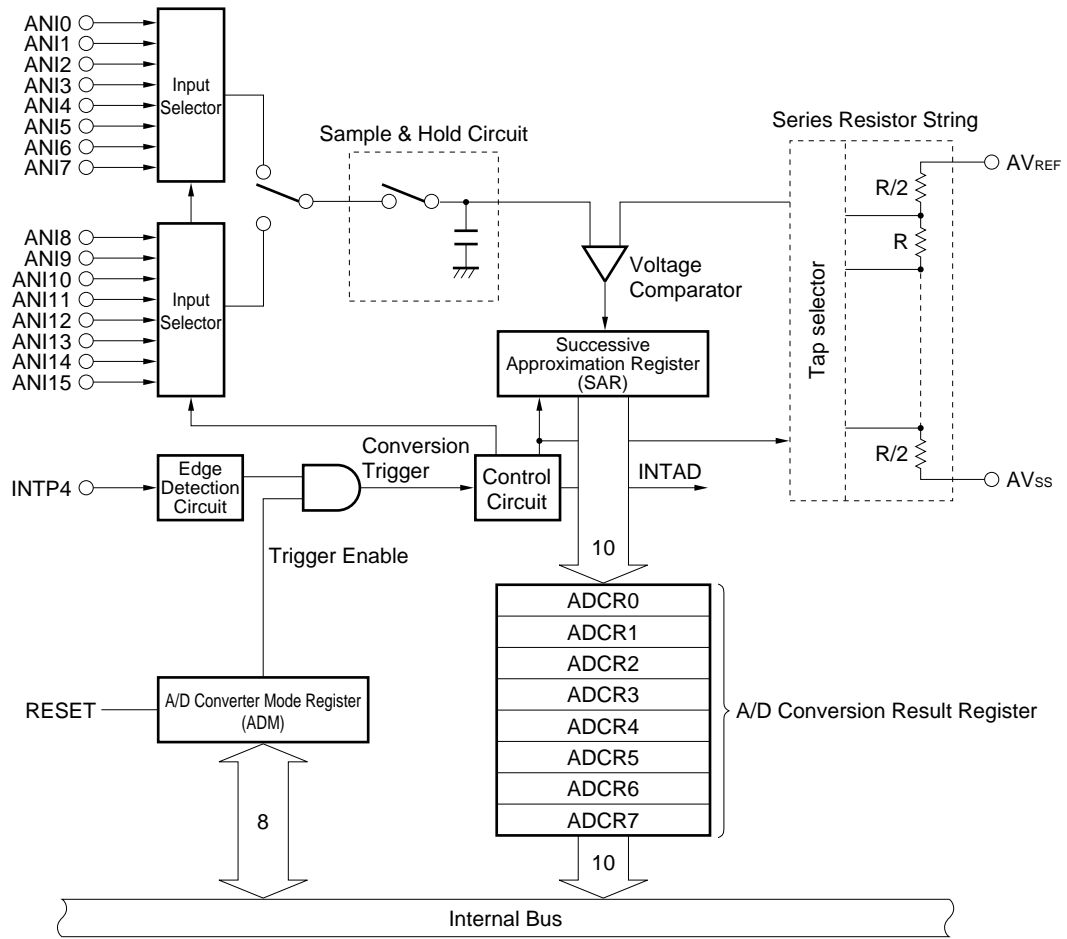 ANI0
ANI1
ANI2
ANI3
ANI4
ANI5
ANI6
ANI7
Input
Selector
Sample & Hold Circuit
Series Resistor String
AVREF
R/2
R
ANI8
ANI9
ANI10
ANI11
ANI12
ANI13
ANI14
ANI15
Input
Selector
Voltage
Comparator
Tap selector
Successive
Approximation Register
(SAR)
R/2
AVSS
INTP4
Edge
Detection
Circuit
Conversion
Trigger
Control
Circuit
INTAD
Trigger Enable
10
ADCR0
ADCR1
ADCR2
ADCR3
ADCR4
ADCR5
ADCR6
ADCR7
A/D Conversion Result Register
RESET
A/D Converter Mode Register
(ADM)
8
10
Internal Bus